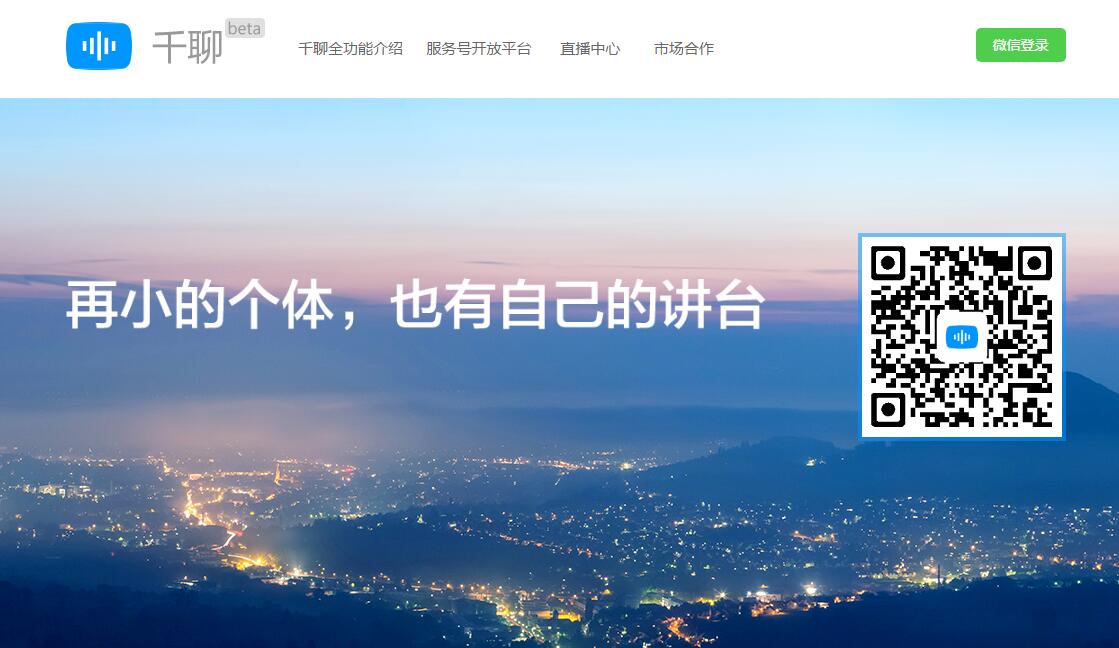 千聊 beta
千聊全功能介绍 服务号开放平台 直播中心 市场合作
微信登录
再小的个体，也有自己的讲台